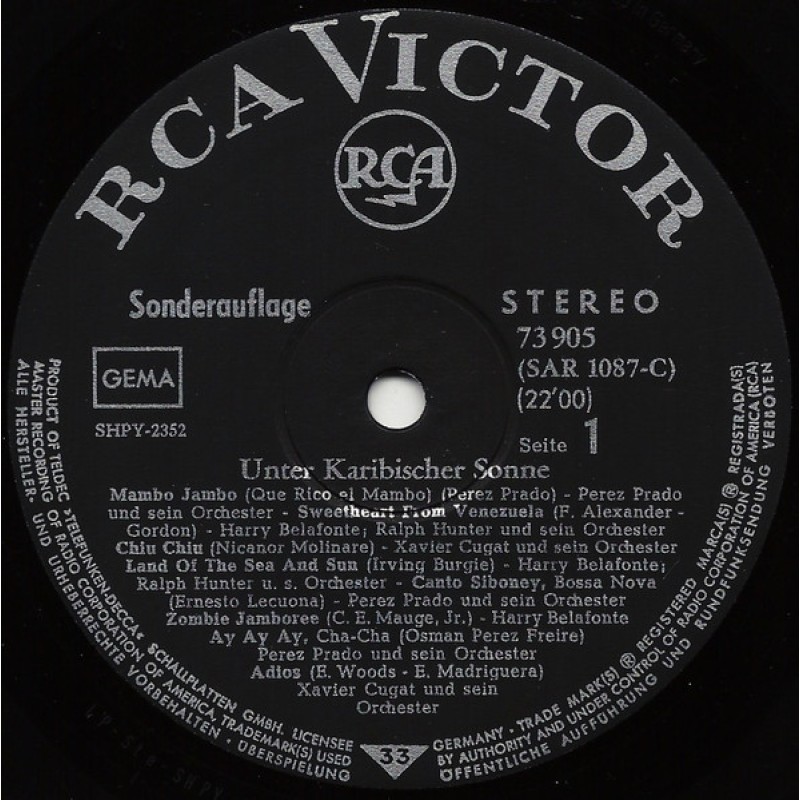 RCA VICTOR
RCA
Sonderauflage
STEREO
73 905
(SAR 1087-C)
(22'00)
GEMA
SHPY-2352
Seite 1
Unter Karibischer Sonne
Mambo Jambo (Que Rico el Mambo) (Perez Prado) - Perez Prado
und sein Orchester - Sweetheart From Venezuela (F. Alexander -
Gordon) - Harry Belafonte; Ralph Hunter und sein Orchester
Chiu Chiu (Nicanor Molinare) - Xavier Cugat und sein Orchester
Land Of The Sea And Sun (Irving Burgie) - Harry Belafonte;
Ralph Hunter u. s. Orchester - Canto Siboney, Bossa Nova
(Ernesto Lecuona) - Perez Prado und sein Orchester
Zombie Jamboree (C. E. Mauge, Jr.) - Harry Belafonte
Ay Ay Ay, Cha-Cha (Osman Perez Freire)
Perez Prado und sein Orchester
Adios (E. Woods - E. Madriguera)
Xavier Cugat und sein
Orchester
PRODUCT OF TELDEC »TELEFUNKEN-DECCA« SCHALLPLATTEN GMBH. LICENSEE
MASTER RECORDING OF RADIO CORPORATION OF AMERICA, TRADEMARK(S) USED
ALLE HERSTELLER- UND URHEBERRECHTE VORBEHALTEN · ÜBERSPIELUNG
33
GERMANY - TRADE MARK(S) ® REGISTERED MARCA(S) ® REGISTRADA(S)
BY AUTHORITY AND UNDER CONTROL OF RADIO CORPORATION OF AMERICA (RCA)
ÖFFENTLICHE AUFFÜHRUNG UND RUNDFUNKSENDUNG VERBOTEN